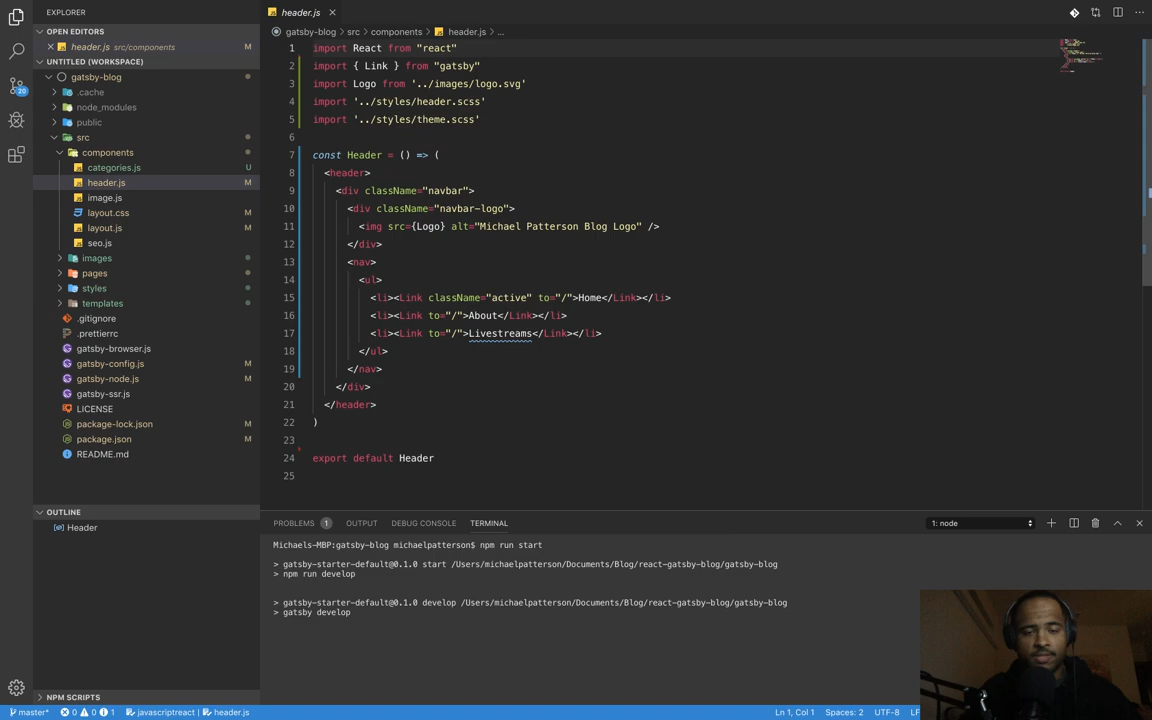 EXPLORER
OPEN EDITORS
header.js src/components M
UNTITLED (WORKSPACE)
gatsby-blog
.cache
node_modules
public
src
components
categories.js U
header.js M
image.js
layout.css M
layout.js M
seo.js
images
pages
styles
templates
.gitignore
.prettierrc
gatsby-browser.js
gatsby-config.js M
gatsby-node.js M
gatsby-ssr.js
LICENSE
package-lock.json M
package.json M
README.md
OUTLINE
Header
NPM SCRIPTS
20
header.js
gatsby-blog > src > components > header.js > ...
1 import React from "react"
2 import { Link } from "gatsby"
3 import Logo from '../images/logo.svg'
4 import '../styles/header.scss'
5 import '../styles/theme.scss'
6
7 const Header = () => (
8 <header>
9 <div className="navbar">
10 <div className="navbar-logo">
11 <img src={Logo} alt="Michael Patterson Blog Logo" />
12 </div>
13 <nav>
14 <ul>
15 <li><Link className="active" to="/">Home</Link></li>
16 <li><Link to="/">About</Link></li>
17 <li><Link to="/">Livestreams</Link></li>
18 </ul>
19 </nav>
20 </div>
21 </header>
22 )
23
24 export default Header
25
PROBLEMS 1 OUTPUT DEBUG CONSOLE TERMINAL 1: node
Michaels-MBP:gatsby-blog michaelpatterson$ npm run start
> gatsby-starter-default@0.1.0 start /Users/michaelpatterson/Documents/Blog/react-gatsby-blog/gatsby-blog
> npm run develop
> gatsby-starter-default@0.1.0 develop /Users/michaelpatterson/Documents/Blog/react-gatsby-blog/gatsby-blog
> gatsby develop
master* 0 0 1 javascriptreact header.js Ln 1, Col 1 Spaces: 2 UTF-8 LF